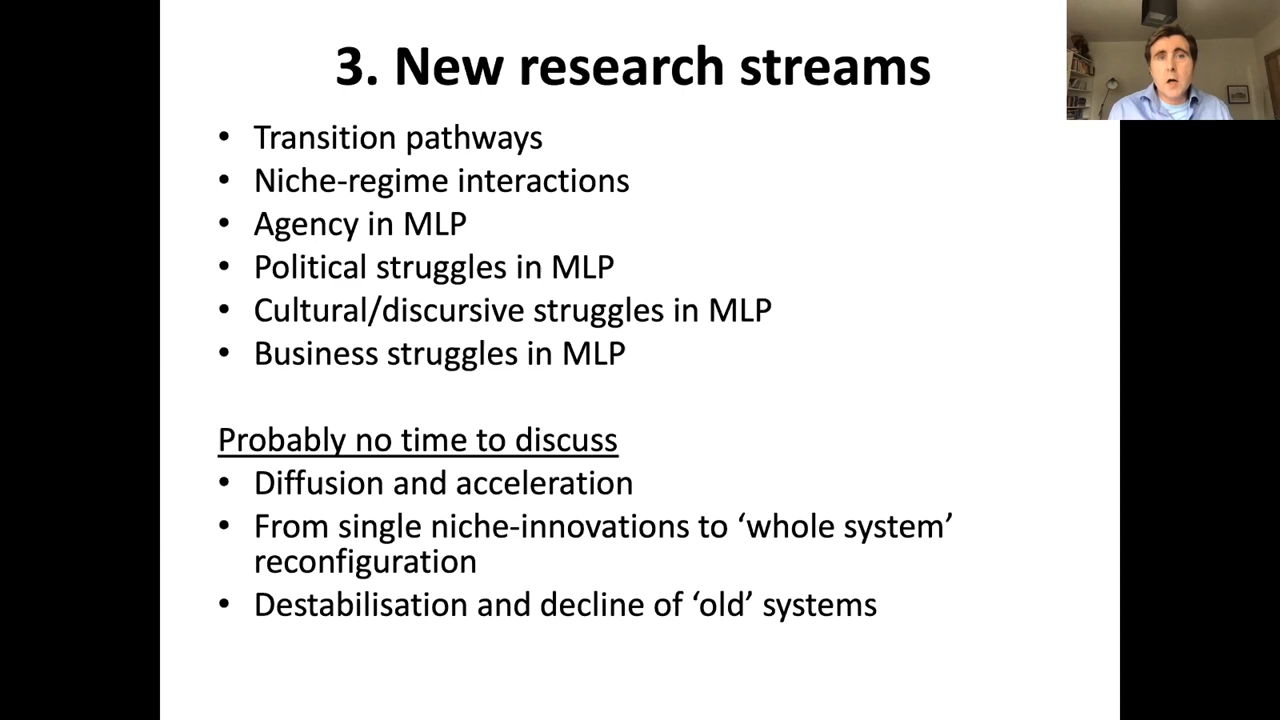 3. New research streams
• Transition pathways
• Niche-regime interactions
• Agency in MLP
• Political struggles in MLP
• Cultural/discursive struggles in MLP
• Business struggles in MLP
Probably no time to discuss
• Diffusion and acceleration
• From single niche-innovations to ‘whole system’
reconfiguration
• Destabilisation and decline of ‘old’ systems